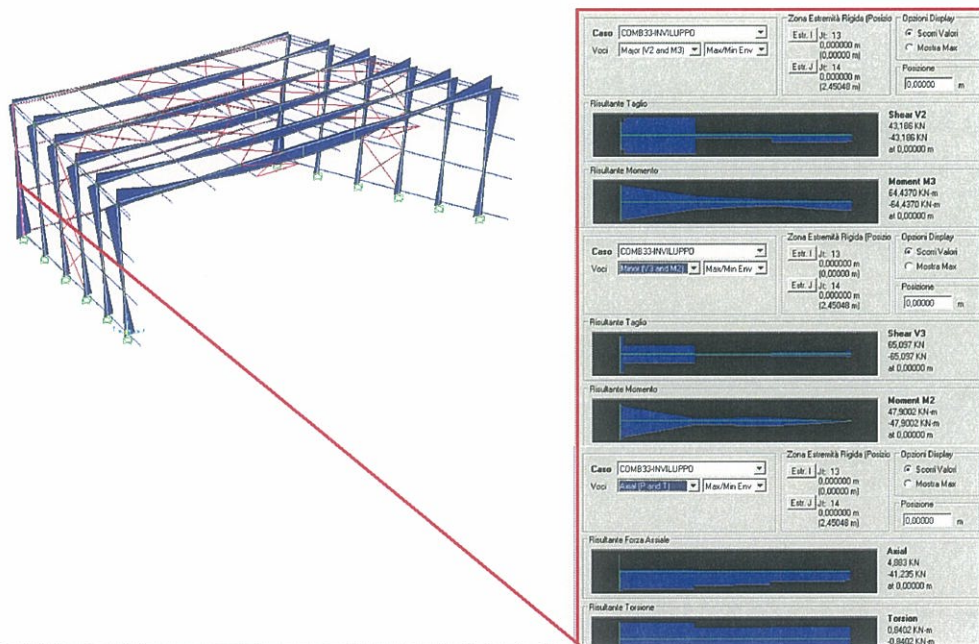 Caso COMB33-INVILUPPO
Voci Major (V2 and M3) Max/Min Env
Zona Estremità Rigida (Posizio
Estr. I Jt: 13
0,000000 m
(0,00000 m)
Estr. J Jt: 14
0,000000 m
(2,45048 m)
Opzioni Display
Scorri Valori
Mostra Max
Posizione
0,00000 m
Risultante Taglio
Shear V2
43,186 KN
-43,186 KN
at 0,00000 m
Risultante Momento
Moment M3
64,4370 KN-m
-64,4370 KN-m
at 0,00000 m
Caso COMB33-INVILUPPO
Voci Minor (V3 and M2) Max/Min Env
Zona Estremità Rigida (Posizio
Estr. I Jt: 13
0,000000 m
(0,00000 m)
Estr. J Jt: 14
0,000000 m
(2,45048 m)
Opzioni Display
Scorri Valori
Mostra Max
Posizione
0,00000 m
Risultante Taglio
Shear V3
65,097 KN
-65,097 KN
at 0,00000 m
Risultante Momento
Moment M2
47,9002 KN-m
-47,9002 KN-m
at 0,00000 m
Caso COMB33-INVILUPPO
Voci Axial (P and T) Max/Min Env
Zona Estremità Rigida (Posizio
Estr. I Jt: 13
0,000000 m
(0,00000 m)
Estr. J Jt: 14
0,000000 m
(2,45048 m)
Opzioni Display
Scorri Valori
Mostra Max
Posizione
0,00000 m
Risultante Forza Assiale
Axial
4,883 KN
-41,235 KN
at 0,00000 m
Risultante Torsione
Torsion
0,8402 KN-m
-0,8402 KN-m